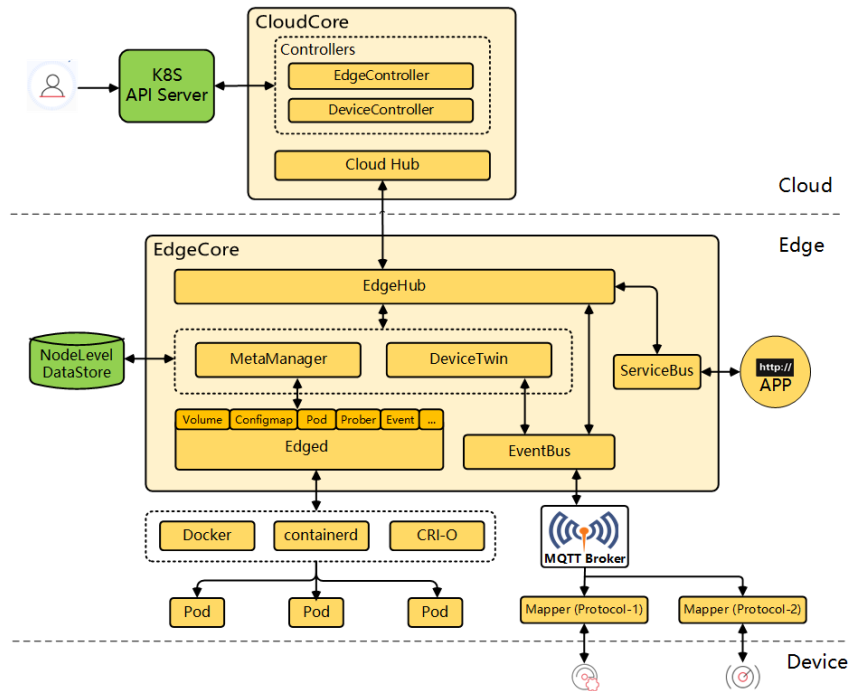 CloudCore
Controllers
EdgeController
DeviceController
K8S
API Server
Cloud Hub
Cloud
Edge
EdgeCore
EdgeHub
NodeLevel
DataStore
MetaManager
DeviceTwin
ServiceBus
http://
APP
Volume
Configmap
Pod
Prober
Event
...
Edged
EventBus
Docker
containerd
CRI-O
MQTT Broker
Pod
Pod
Pod
Mapper (Protocol-1)
Mapper (Protocol-2)
Device